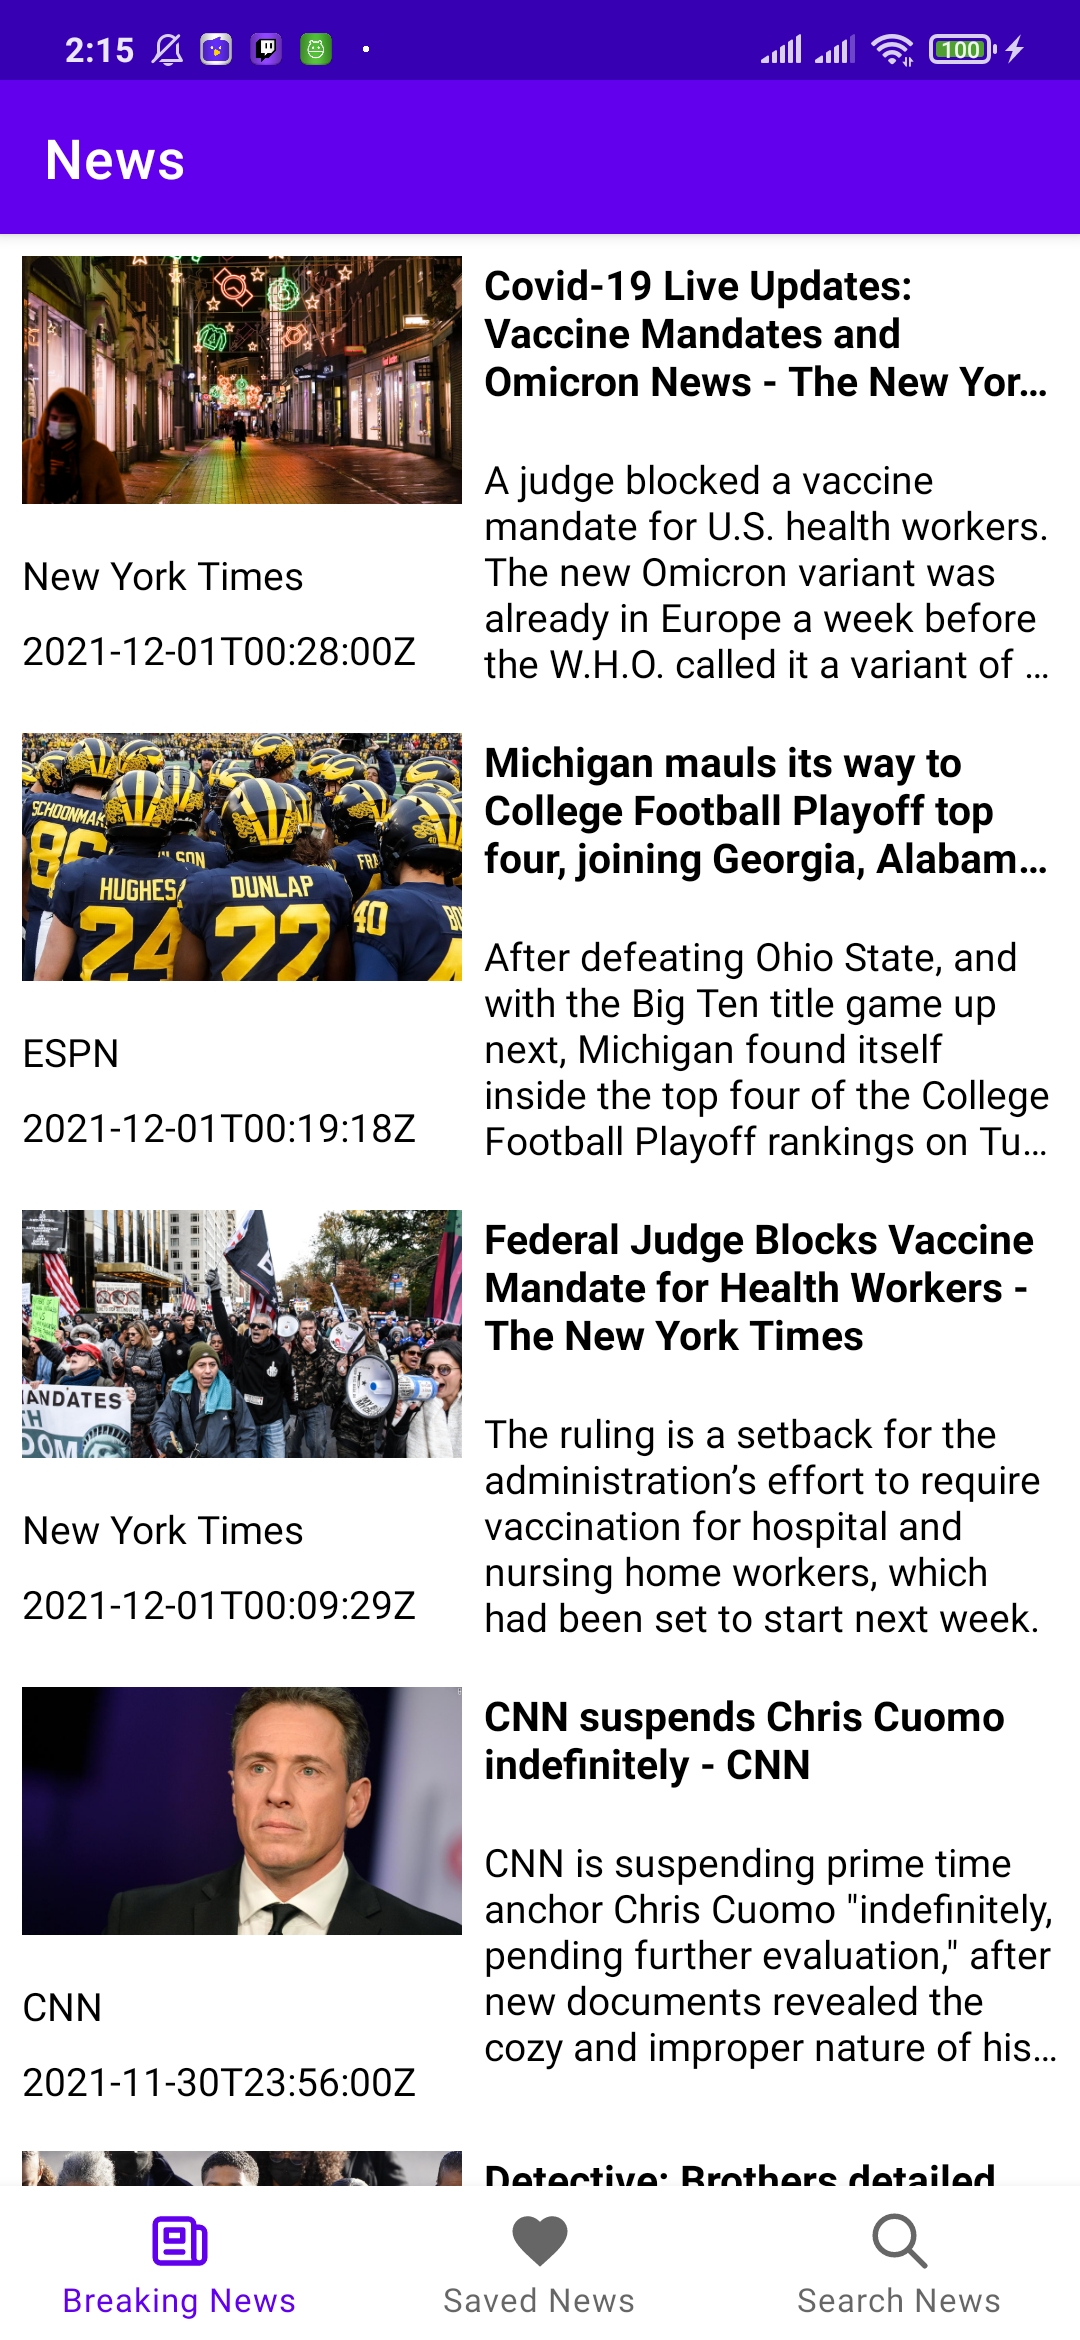 2:15
100
News
Covid-19 Live Updates:
Vaccine Mandates and
Omicron News - The New Yor...
A judge blocked a vaccine
mandate for U.S. health workers.
The new Omicron variant was
already in Europe a week before
the W.H.O. called it a variant of ...
New York Times
2021-12-01T00:28:00Z
SCHOONMAK
86
HUGHES
24
DUNLAP
22
FRA
40
Michigan mauls its way to
College Football Playoff top
four, joining Georgia, Alabam...
After defeating Ohio State, and
with the Big Ten title game up
next, Michigan found itself
inside the top four of the College
Football Playoff rankings on Tu...
ESPN
2021-12-01T00:19:18Z
ANDATES
Federal Judge Blocks Vaccine
Mandate for Health Workers -
The New York Times
The ruling is a setback for the
administration’s effort to require
vaccination for hospital and
nursing home workers, which
had been set to start next week.
New York Times
2021-12-01T00:09:29Z
CNN suspends Chris Cuomo
indefinitely - CNN
CNN is suspending prime time
anchor Chris Cuomo "indefinitely,
pending further evaluation," after
new documents revealed the
cozy and improper nature of his...
CNN
2021-11-30T23:56:00Z
Detective: Brothers detailed
Breaking News
Saved News
Search News